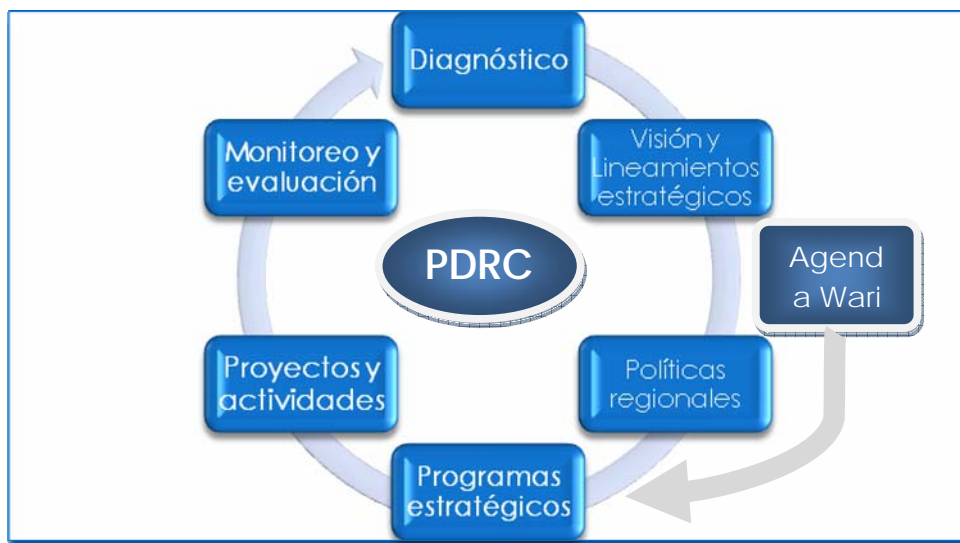 Diagnóstico
Visión y
Lineamientos
estratégicos
Monitoreo y
evaluación
PDRC
Agend
a Wari
Proyectos y
actividades
Políticas
regionales
Programas
estratégicos